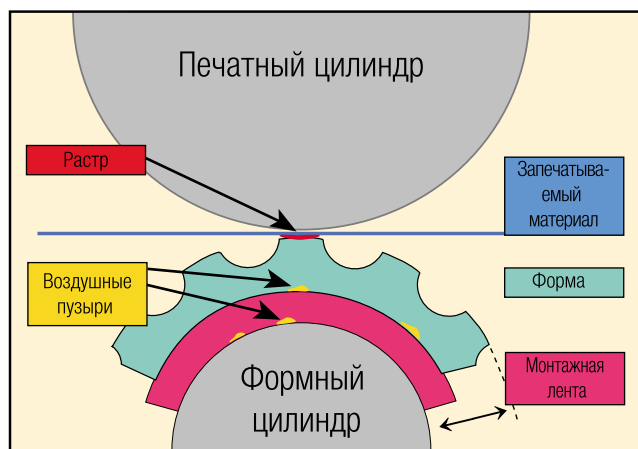 Печатный цилиндр
Растр
Запечатыва-
емый
материал
Воздушные
пузыри
Форма
Монтажная
лента
Формный
цилиндр